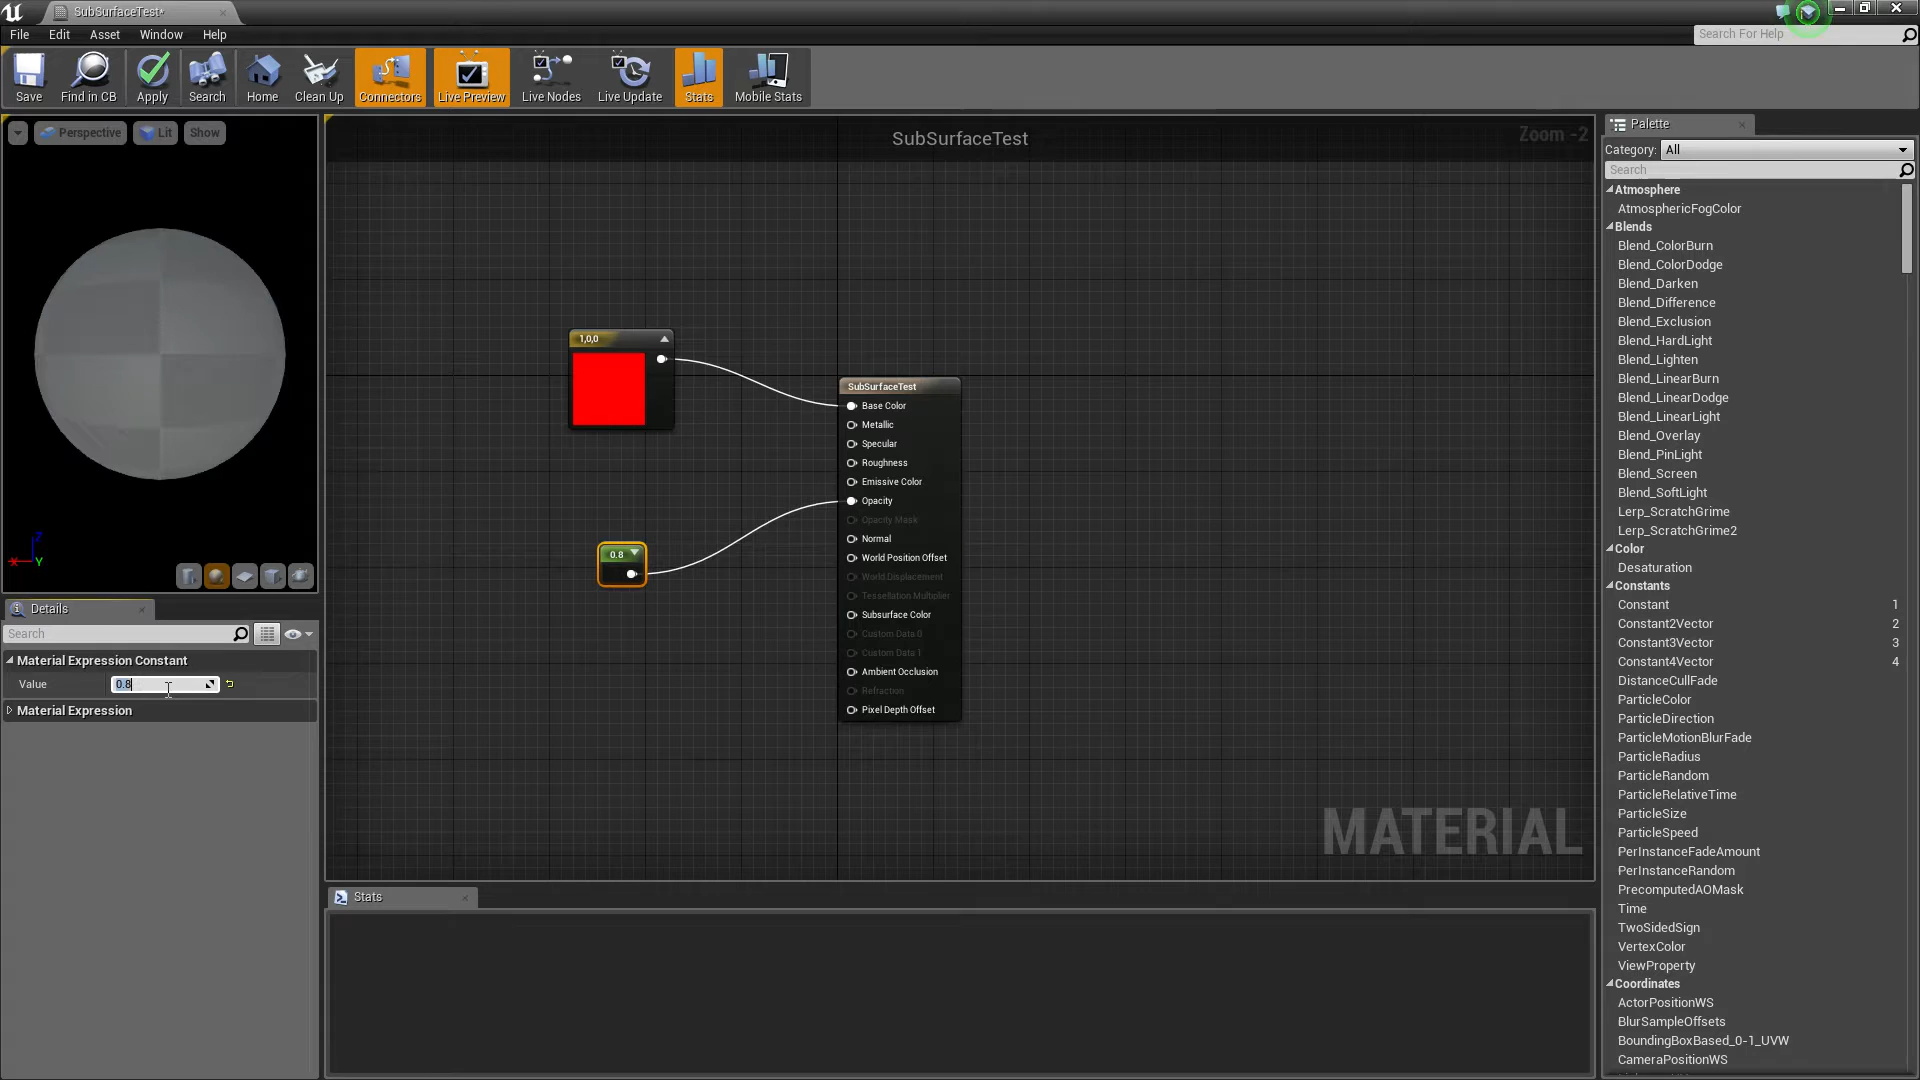 SubSurfaceTest*
File Edit Asset Window Help
Search For Help
Save Find in CB Apply Search Home Clean Up Connectors Live Preview Live Nodes Live Update Stats Mobile Stats
Perspective Lit Show
SubSurfaceTest
Zoom -2
1,0,0
SubSurfaceTest
Base Color
Metallic
Specular
Roughness
Emissive Color
Opacity
Opacity Mask
Normal
World Position Offset
World Displacement
Tessellation Multiplier
Subsurface Color
Custom Data 0
Custom Data 1
Ambient Occlusion
Refraction
Pixel Depth Offset
0.8
MATERIAL
Z
X
Y
Details
Search
Material Expression Constant
Value 0.8
Material Expression
Stats
Palette
Category: All
Search
Atmosphere
AtmosphericFogColor
Blends
Blend_ColorBurn
Blend_ColorDodge
Blend_Darken
Blend_Difference
Blend_Exclusion
Blend_HardLight
Blend_Lighten
Blend_LinearBurn
Blend_LinearDodge
Blend_LinearLight
Blend_Overlay
Blend_PinLight
Blend_Screen
Blend_SoftLight
Lerp_ScratchGrime
Lerp_ScratchGrime2
Color
Desaturation
Constants
Constant 1
Constant2Vector 2
Constant3Vector 3
Constant4Vector 4
DistanceCullFade
ParticleColor
ParticleDirection
ParticleMotionBlurFade
ParticleRadius
ParticleRandom
ParticleRelativeTime
ParticleSize
ParticleSpeed
PerInstanceFadeAmount
PerInstanceRandom
PrecomputedAOMask
Time
TwoSidedSign
VertexColor
ViewProperty
Coordinates
ActorPositionWS
BlurSampleOffsets
BoundingBoxBased_0-1_UVW
CameraPositionWS